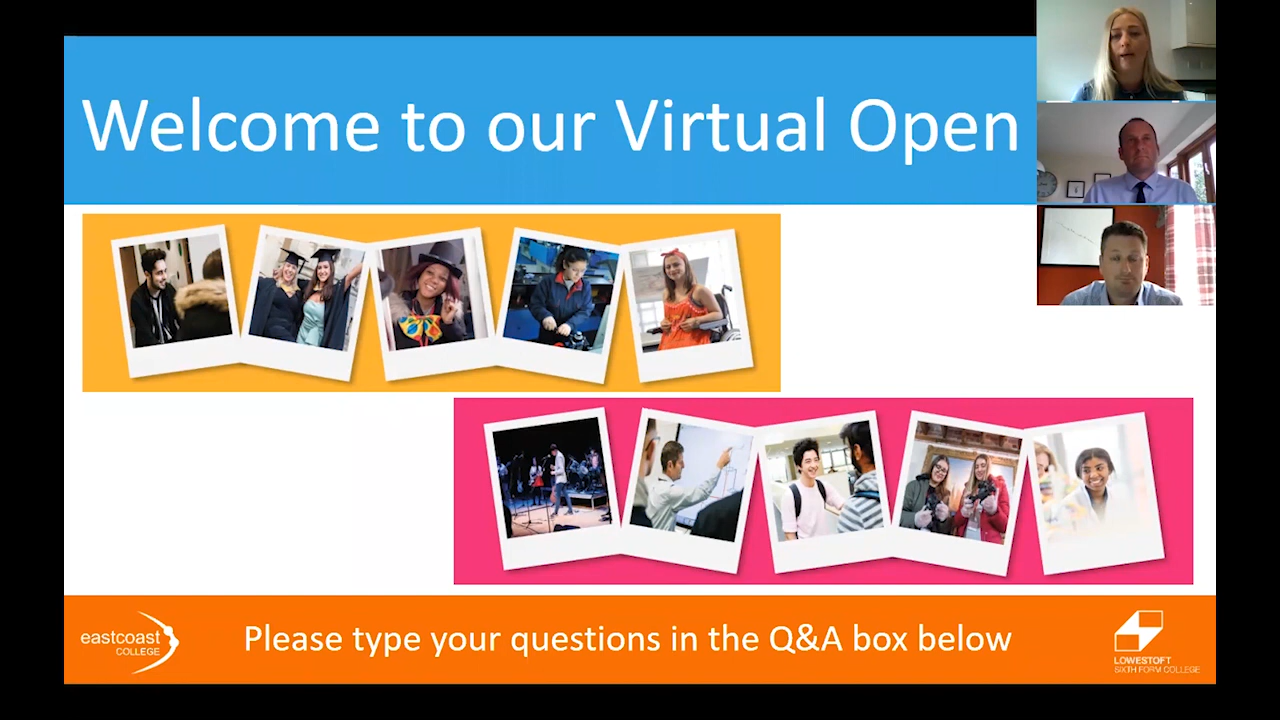 Welcome to our Virtual Open
eastcoast
COLLEGE
Please type your questions in the Q&A box below
LOWESTOFT
SIXTH FORM COLLEGE